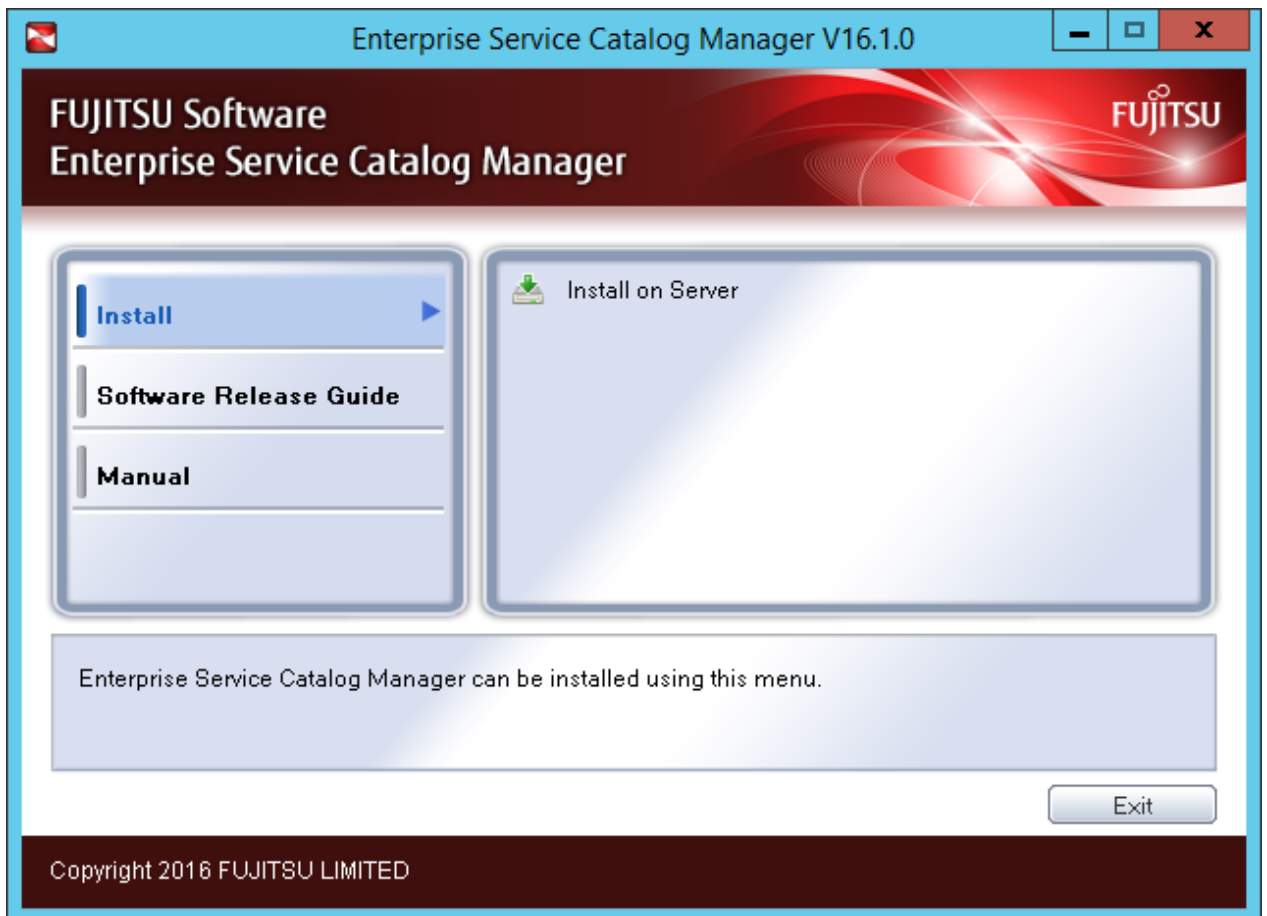 Enterprise Service Catalog Manager V16.1.0
FUJITSU Software
Enterprise Service Catalog Manager
FUJITSU
Install
Software Release Guide
Manual
Install on Server
Enterprise Service Catalog Manager can be installed using this menu.
Exit
Copyright 2016 FUJITSU LIMITED